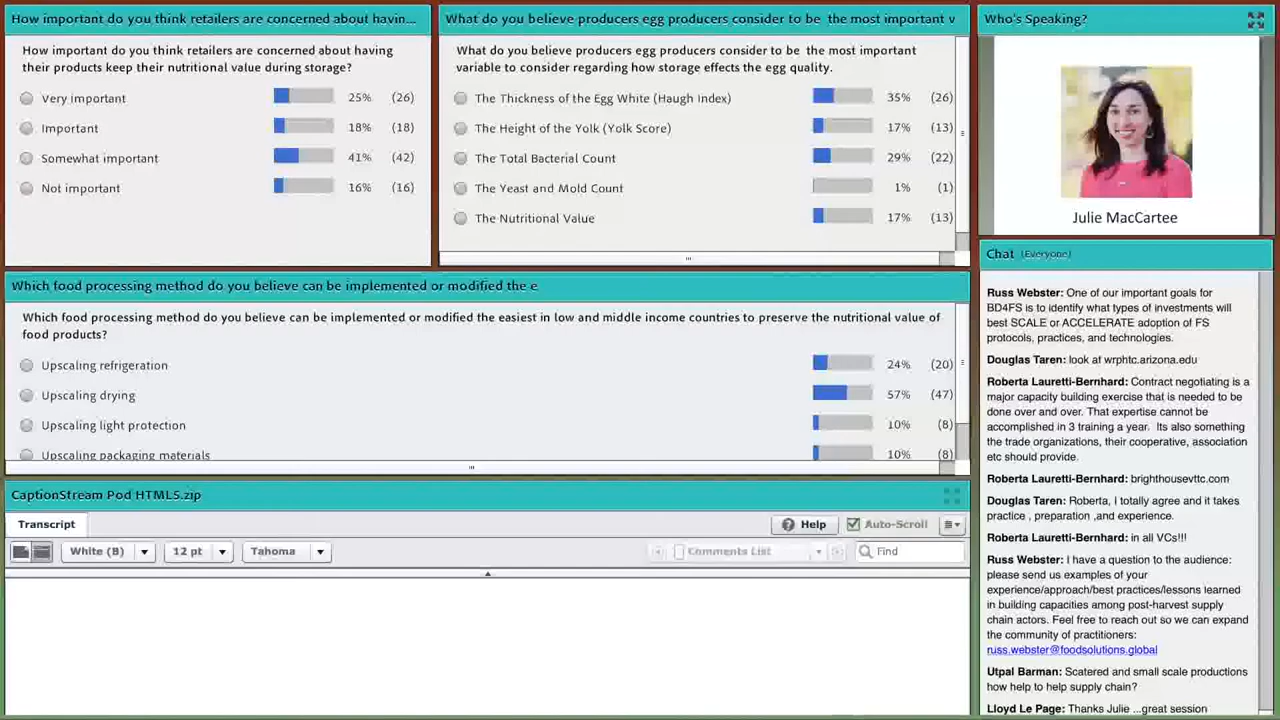 How important do you think retailers are concerned about havin...
How important do you think retailers are concerned about having
their products keep their nutritional value during storage?
Very important 25% (26)
Important 18% (18)
Somewhat important 41% (42)
Not important 16% (16)
What do you believe producers egg producers consider to be the most important v
What do you believe producers egg producers consider to be the most important
variable to consider regarding how storage effects the egg quality.
The Thickness of the Egg White (Haugh Index) 35% (26)
The Height of the Yolk (Yolk Score) 17% (13)
The Total Bacterial Count 29% (22)
The Yeast and Mold Count 1% (1)
The Nutritional Value 17% (13)
Which food processing method do you believe can be implemented or modified the e
Which food processing method do you believe can be implemented or modified the easiest in low and middle income countries to preserve the nutritional value of
food products?
Upscaling refrigeration 24% (20)
Upscaling drying 57% (47)
Upscaling light protection 10% (8)
Upscaling packaging materials 10% (8)
CaptionStream Pod HTML5.zip
Transcript Help Auto-Scroll
White (B) 12 pt Tahoma Comments List Find
Who's Speaking?
Julie MacCartee
Chat (Everyone)
Russ Webster: One of our important goals for
BD4FS is to identify what types of investments will
best SCALE or ACCELERATE adoption of FS
protocols, practices, and technologies.
Douglas Taren: look at wrphtc.arizona.edu
Roberta Lauretti-Bernhard: Contract negotiating is a
major capacity building exercise that is needed to be
done over and over. That expertise cannot be
accomplished in 3 training a year. Its also something
the trade organizations, their cooperative, association
etc should provide.
Roberta Lauretti-Bernhard: brighthousevttc.com
Douglas Taren: Roberta, I totally agree and it takes
practice , preparation ,and experience.
Roberta Lauretti-Bernhard: in all VCs!!!
Russ Webster: I have a question to the audience:
please send us examples of your
experience/approach/best practices/lessons learned
in building capacities among post-harvest supply
chain actors. Feel free to reach out so we can expand
the community of practitioners:
russ.webster@foodsolutions.global
Utpal Barman: Scatered and small scale productions
how help to help supply chain?
Lloyd Le Page: Thanks Julie ...great session